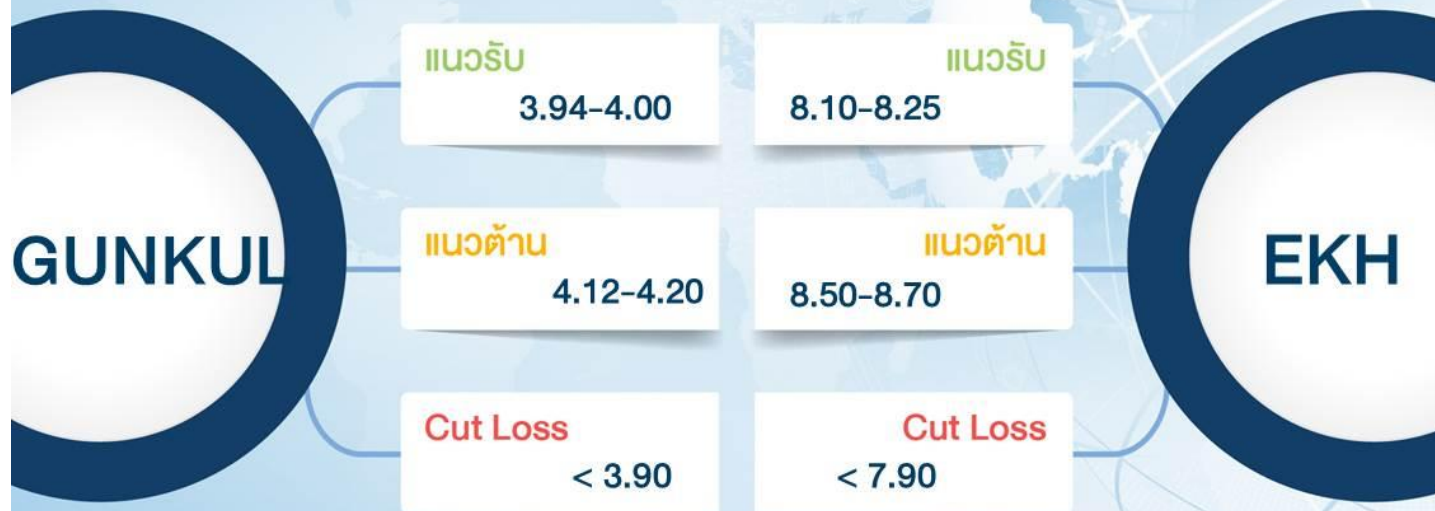 GUNKUL
แนวรับ
3.94-4.00
แนวต้าน
4.12-4.20
Cut Loss
< 3.90
แนวรับ
8.10-8.25
แนวต้าน
8.50-8.70
Cut Loss
< 7.90
EKH